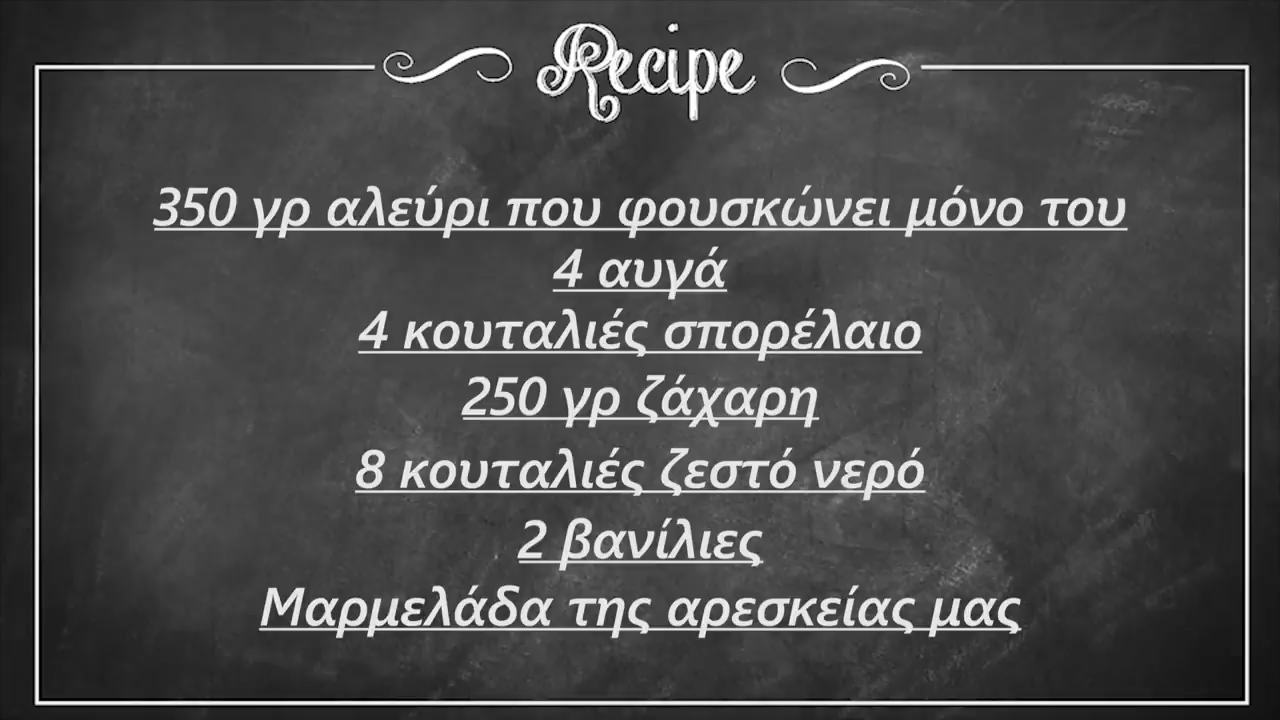 Recipe
350 γρ αλεύρι που φουσκώνει μόνο του
4 αυγά
4 κουταλιές σπορέλαιο
250 γρ ζάχαρη
8 κουταλιές ζεστό νερό
2 βανίλιες
Μαρμελάδα της αρεσκείας μας